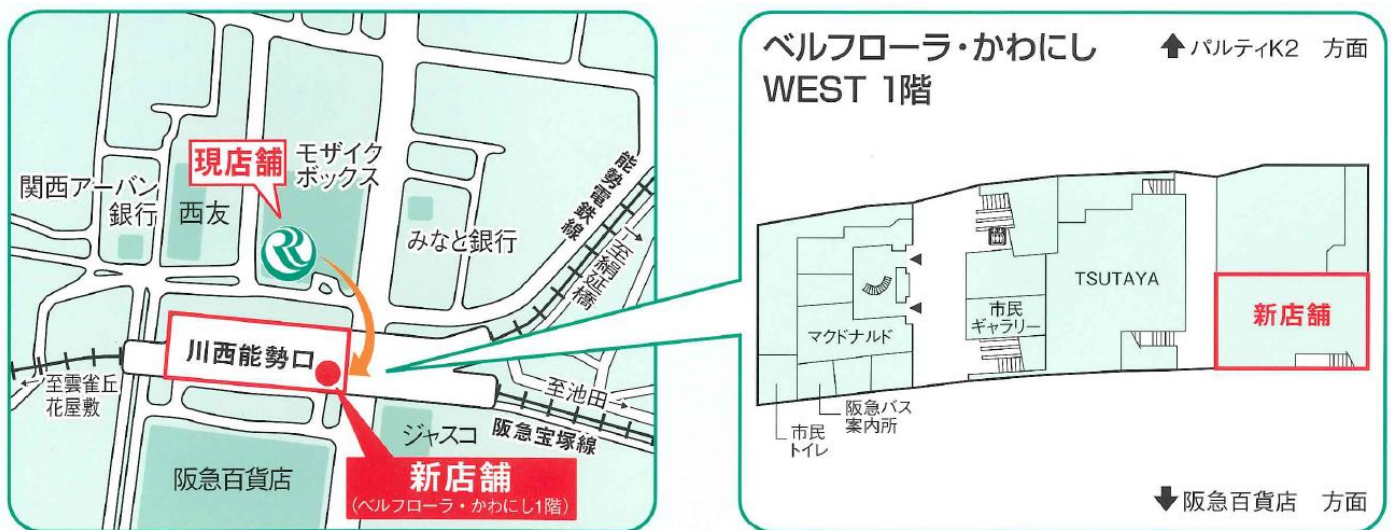 現店舗
モザイク
ボックス
関西アーバン
銀行
西友
みなと銀行
能勢電鉄線
至絹延橋
川西能勢口
至雲雀丘
花屋敷
至池田
阪急宝塚線
ジャスコ
阪急百貨店
新店舗
(ベルフローラ・かわにし1階)
ベルフローラ・かわにし
WEST 1階
パルティK2 方面
TSUTAYA
新店舗
市民
ギャラリー
マクドナルド
阪急バス
案内所
市民
トイレ
阪急百貨店 方面